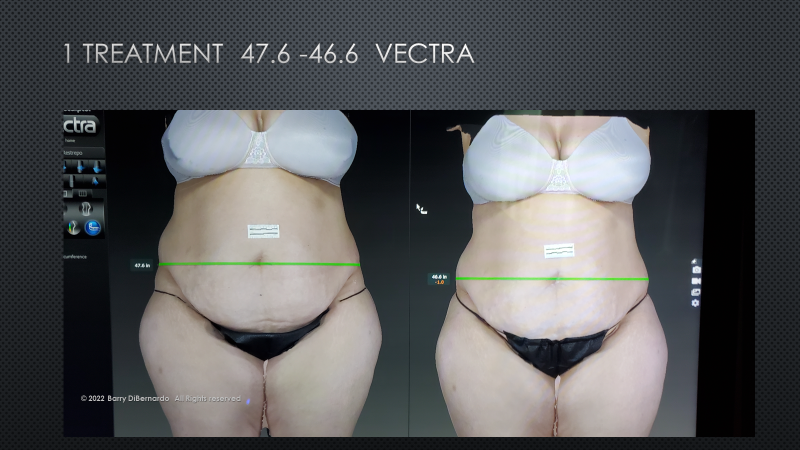 1 TREATMENT 47.6 -46.6 VECTRA
ctra
47.6 in
46.6 in
-1.0
© 2022 Barry DiBernardo All Rights reserved